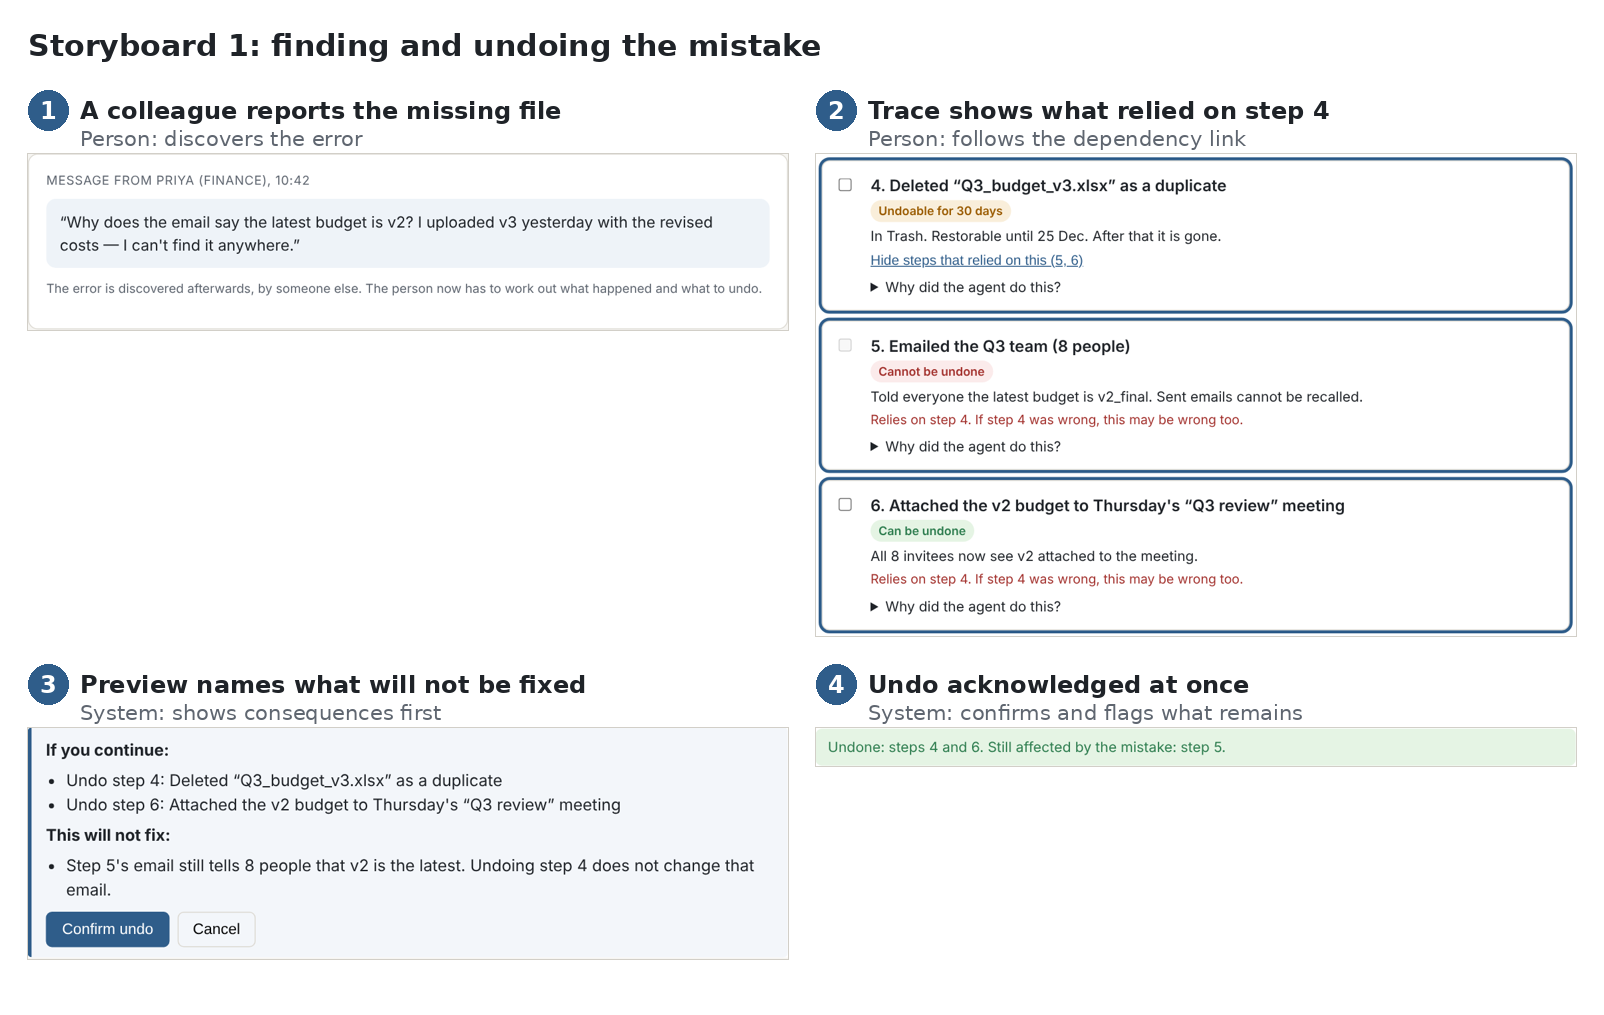 Storyboard 1: finding and undoing the mistake
1 A colleague reports the missing file
Person: discovers the error
MESSAGE FROM PRIYA (FINANCE), 10:42
“Why does the email say the latest budget is v2? I uploaded v3 yesterday with the revised
costs — I can't find it anywhere.”
The error is discovered afterwards, by someone else. The person now has to work out what happened and what to undo.
2 Trace shows what relied on step 4
Person: follows the dependency link
4. Deleted “Q3_budget_v3.xlsx” as a duplicate
Undoable for 30 days
In Trash. Restorable until 25 Dec. After that it is gone.
Hide steps that relied on this (5, 6)
▶ Why did the agent do this?
5. Emailed the Q3 team (8 people)
Cannot be undone
Told everyone the latest budget is v2_final. Sent emails cannot be recalled.
Relies on step 4. If step 4 was wrong, this may be wrong too.
▶ Why did the agent do this?
6. Attached the v2 budget to Thursday's “Q3 review” meeting
Can be undone
All 8 invitees now see v2 attached to the meeting.
Relies on step 4. If step 4 was wrong, this may be wrong too.
▶ Why did the agent do this?
3 Preview names what will not be fixed
System: shows consequences first
If you continue:
• Undo step 4: Deleted “Q3_budget_v3.xlsx” as a duplicate
• Undo step 6: Attached the v2 budget to Thursday's “Q3 review” meeting
This will not fix:
• Step 5's email still tells 8 people that v2 is the latest. Undoing step 4 does not change that
email.
Confirm undo Cancel
4 Undo acknowledged at once
System: confirms and flags what remains
Undone: steps 4 and 6. Still affected by the mistake: step 5.